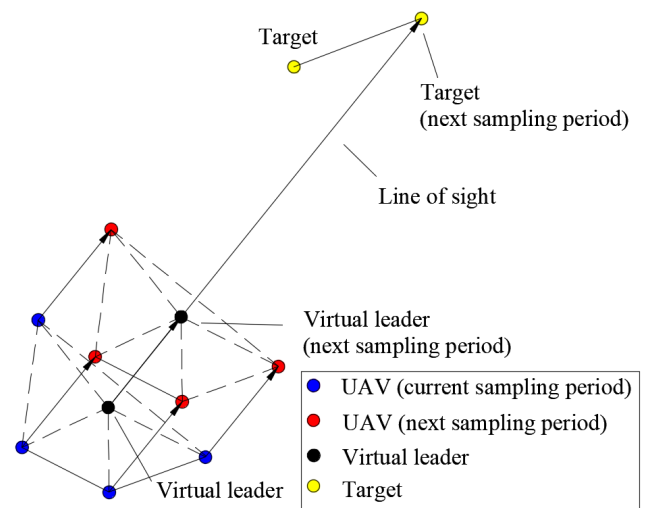 Target
Target
(next sampling period)
Line of sight
Virtual leader
(next sampling period)
UAV (current sampling period)
UAV (next sampling period)
Virtual leader
Target
Virtual leader